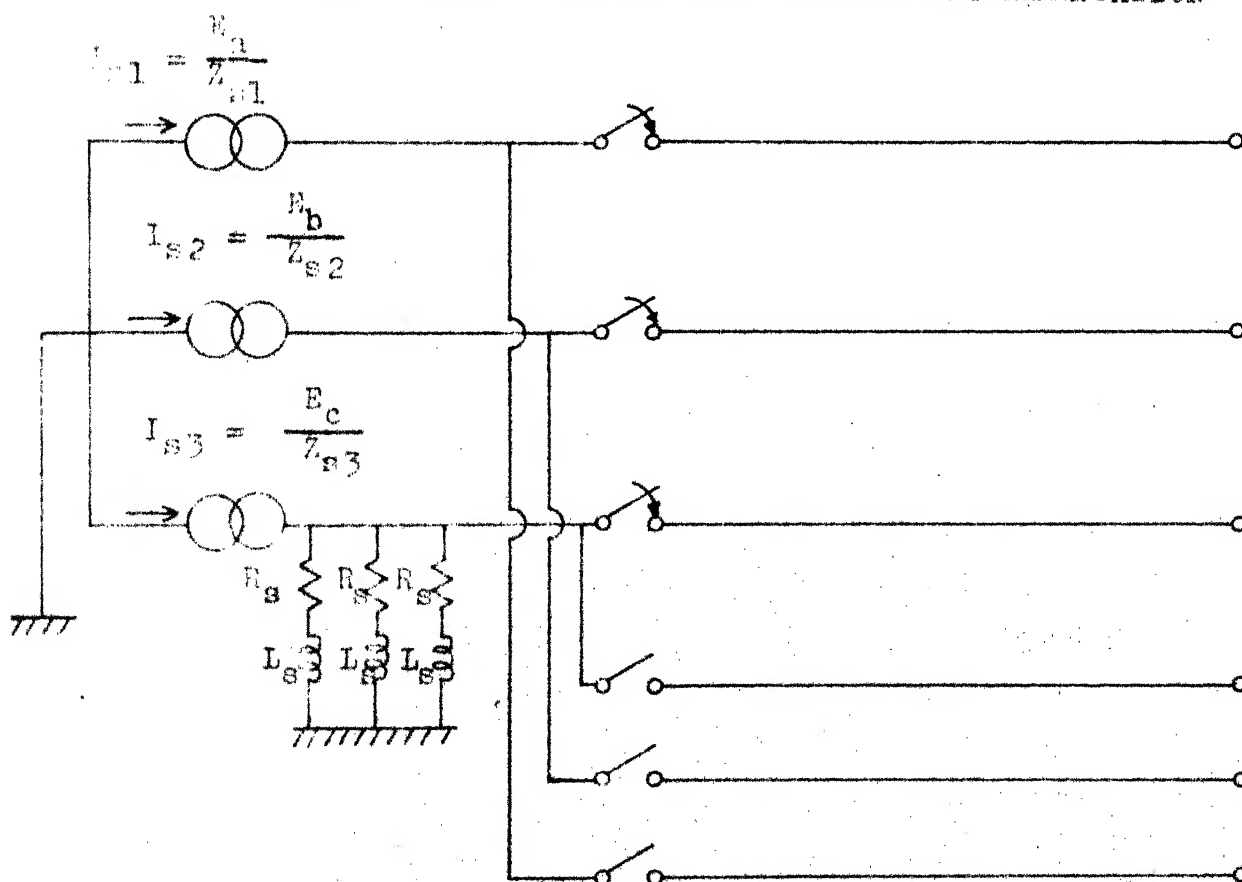 I_s1 = E_a / Z_s1
I_s2 = E_b / Z_s2
I_s3 = E_c / Z_s3
R_s R_s R_s
L_s L_s L_s